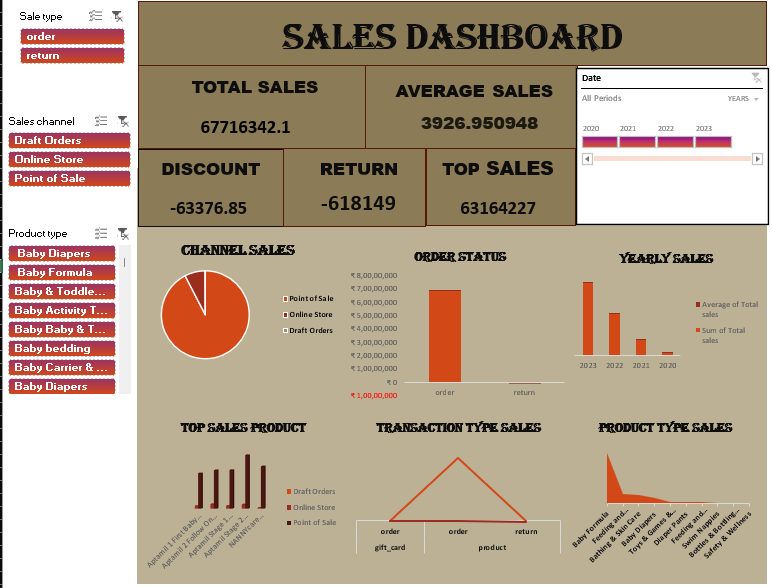 Sale type
order
return
Sales channel
Draft Orders
Online Store
Point of Sale
Product type
Baby Diapers
Baby Formula
Baby & Toddle...
Baby Activity T...
Baby Baby & T...
Baby bedding
Baby Carrier & ...
Baby Diapers
SALES DASHBOARD
TOTAL SALES
67716342.1
AVERAGE SALES
3926.950948
Date
All Periods
YEARS
2020 2021 2022 2023
DISCOUNT
-63376.85
RETURN
-618149
TOP SALES
63164227
CHANNEL SALES
Point of Sale
Online Store
Draft Orders
ORDER STATUS
₹ 8,00,00,000
₹ 7,00,00,000
₹ 6,00,00,000
₹ 5,00,00,000
₹ 4,00,00,000
₹ 3,00,00,000
₹ 2,00,00,000
₹ 1,00,00,000
₹ 0
₹ 1,00,00,000
order return
YEARLY SALES
Average of Total
sales
Sum of Total
sales
2023 2022 2021 2020
TOP SALES PRODUCT
Draft Orders
Online Store
Point of Sale
Aptamil 1 First Baby...
Aptamil 2 Follow On...
Aptamil Stage 1...
Aptamil Stage 2...
NANNYcare...
TRANSACTION TYPE SALES
order order return
gift_card product
PRODUCT TYPE SALES
Baby Formula
Feeding and...
Bathing & Skin Care
Baby Diapers
Toys & Games &...
Diaper Pants
Feeding and...
Swim Nappies
Bottles & Bottling...
Safety & Wellness